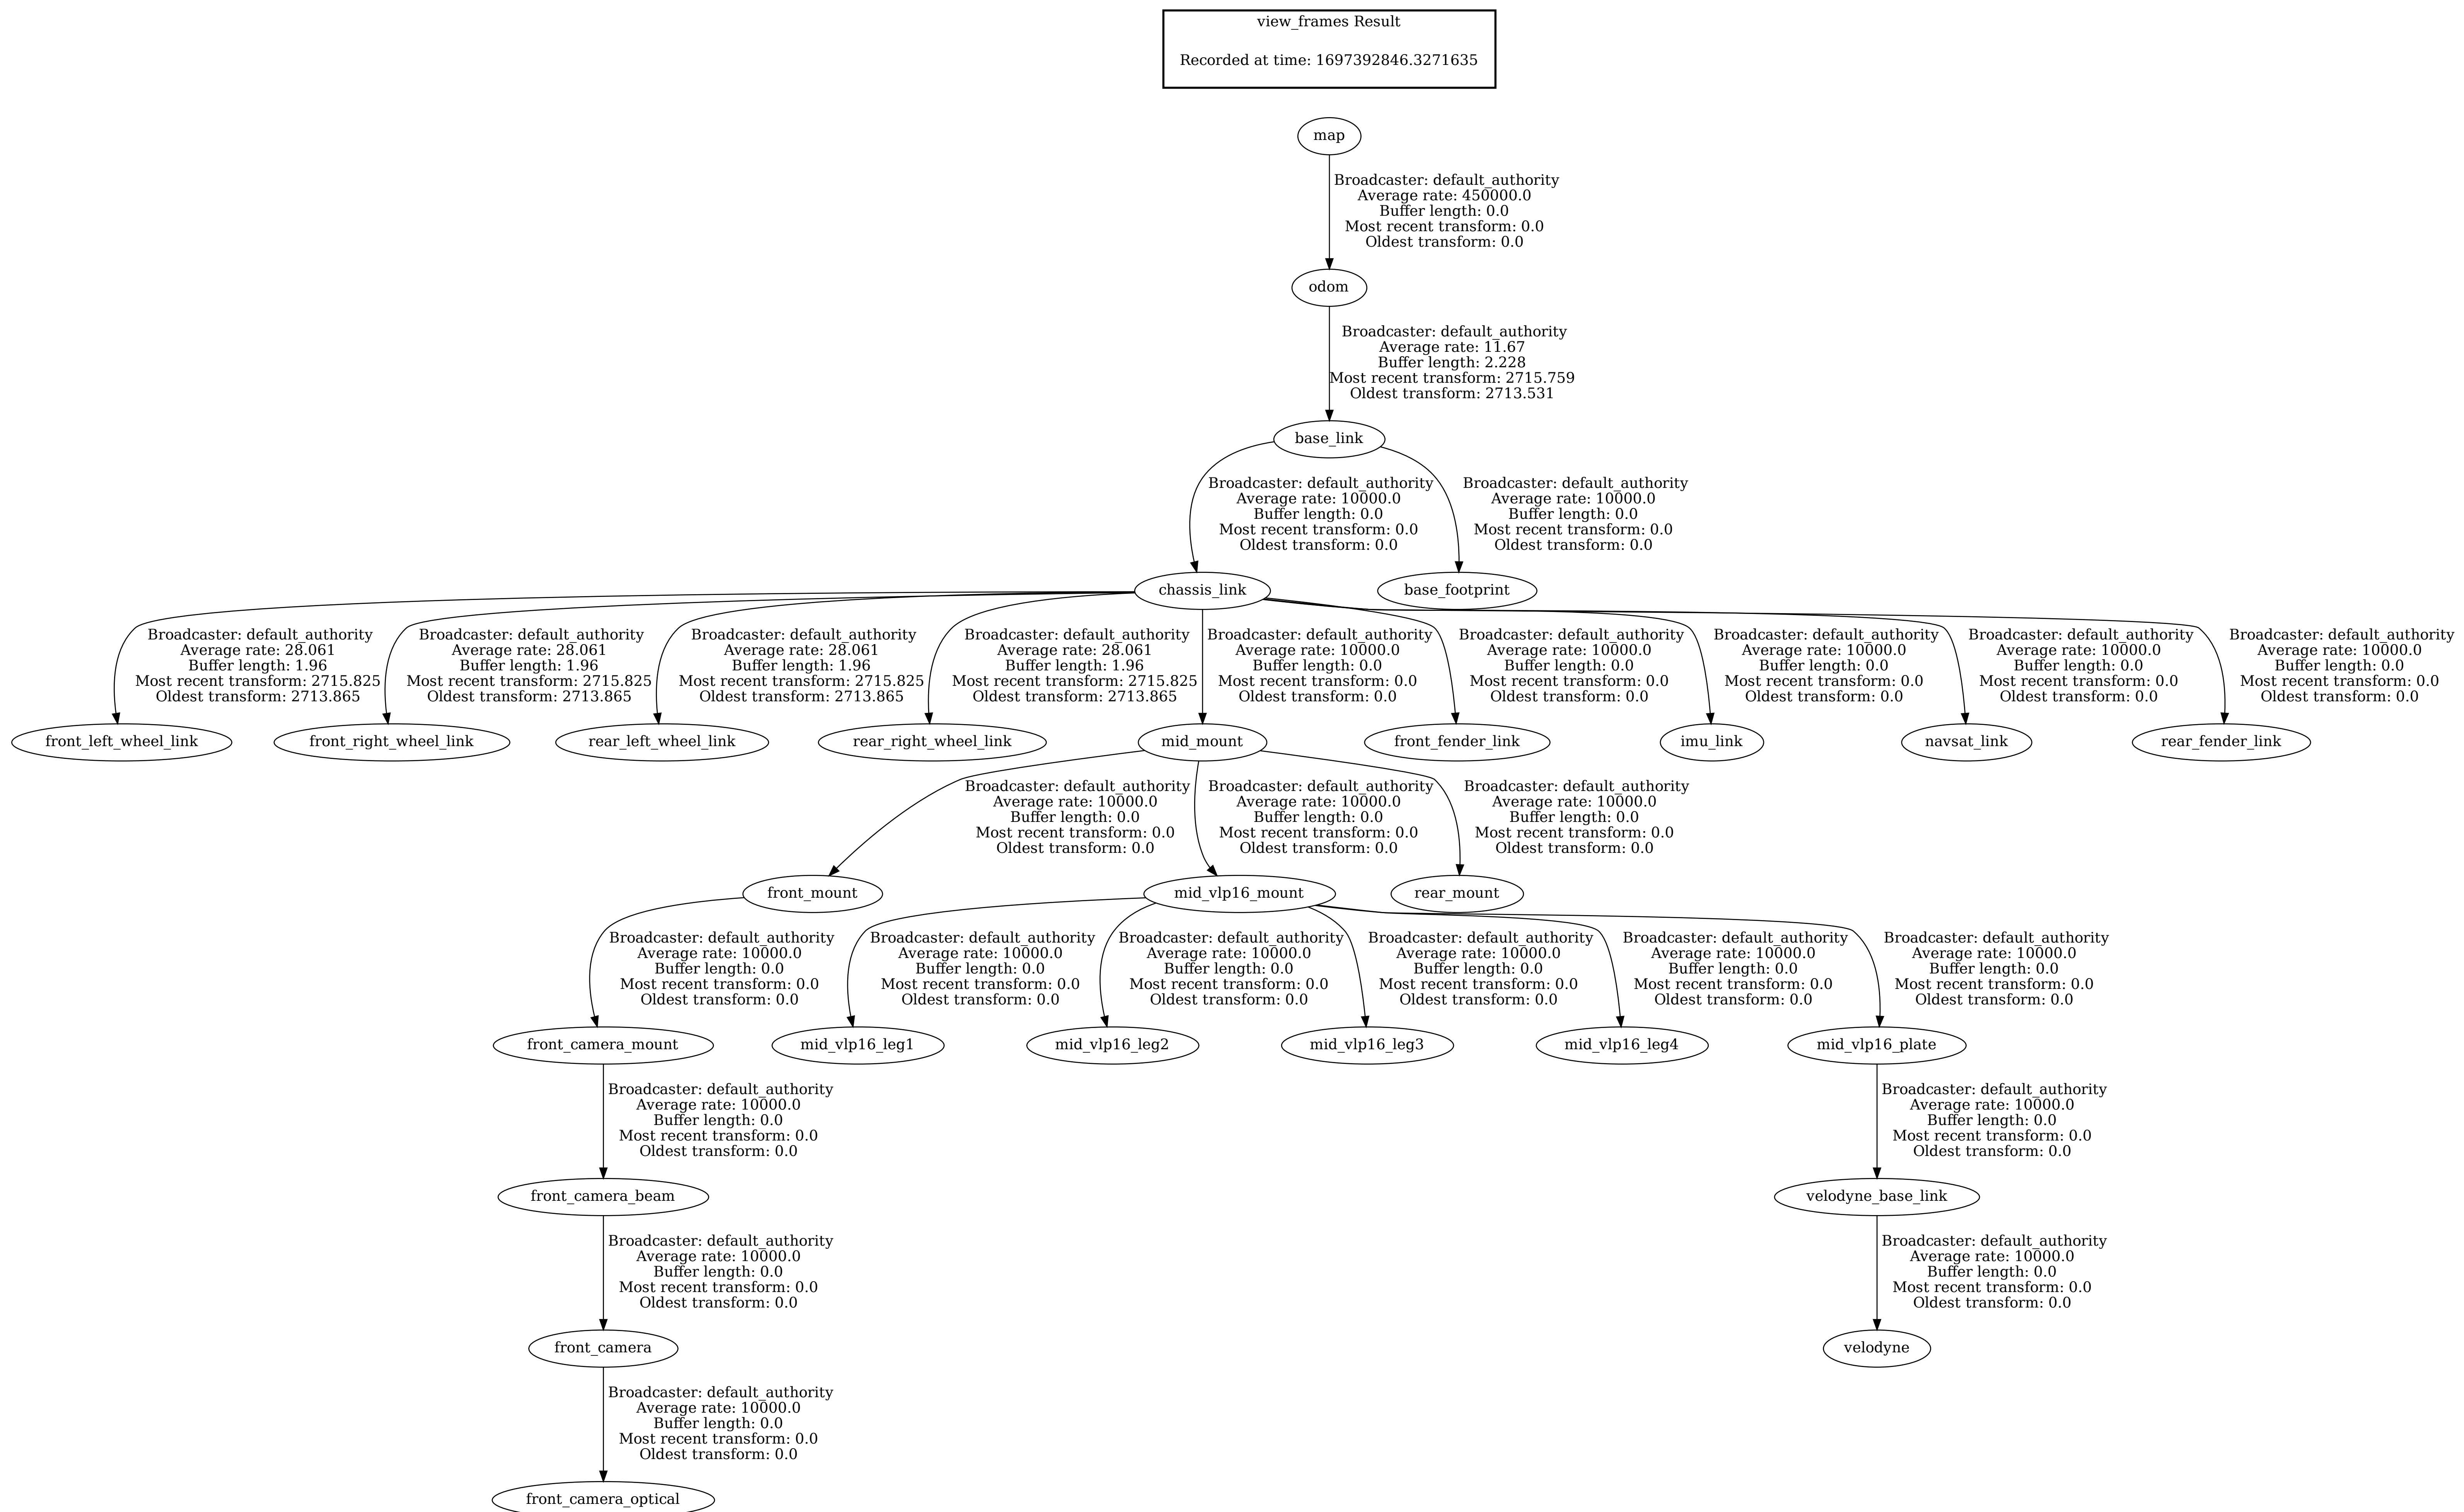 view_frames Result
Recorded at time: 1697392846.3271635
map
Broadcaster: default_authority
Average rate: 450000.0
Buffer length: 0.0
Most recent transform: 0.0
Oldest transform: 0.0
odom
Broadcaster: default_authority
Average rate: 11.67
Buffer length: 2.228
Most recent transform: 2715.759
Oldest transform: 2713.531
base_link
Broadcaster: default_authority
Average rate: 10000.0
Buffer length: 0.0
Most recent transform: 0.0
Oldest transform: 0.0
Broadcaster: default_authority
Average rate: 10000.0
Buffer length: 0.0
Most recent transform: 0.0
Oldest transform: 0.0
chassis_link
base_footprint
Broadcaster: default_authority
Average rate: 28.061
Buffer length: 1.96
Most recent transform: 2715.825
Oldest transform: 2713.865
Broadcaster: default_authority
Average rate: 28.061
Buffer length: 1.96
Most recent transform: 2715.825
Oldest transform: 2713.865
Broadcaster: default_authority
Average rate: 28.061
Buffer length: 1.96
Most recent transform: 2715.825
Oldest transform: 2713.865
Broadcaster: default_authority
Average rate: 28.061
Buffer length: 1.96
Most recent transform: 2715.825
Oldest transform: 2713.865
Broadcaster: default_authority
Average rate: 10000.0
Buffer length: 0.0
Most recent transform: 0.0
Oldest transform: 0.0
Broadcaster: default_authority
Average rate: 10000.0
Buffer length: 0.0
Most recent transform: 0.0
Oldest transform: 0.0
Broadcaster: default_authority
Average rate: 10000.0
Buffer length: 0.0
Most recent transform: 0.0
Oldest transform: 0.0
Broadcaster: default_authority
Average rate: 10000.0
Buffer length: 0.0
Most recent transform: 0.0
Oldest transform: 0.0
Broadcaster: default_authority
Average rate: 10000.0
Buffer length: 0.0
Most recent transform: 0.0
Oldest transform: 0.0
front_left_wheel_link
front_right_wheel_link
rear_left_wheel_link
rear_right_wheel_link
mid_mount
front_fender_link
imu_link
navsat_link
rear_fender_link
Broadcaster: default_authority
Average rate: 10000.0
Buffer length: 0.0
Most recent transform: 0.0
Oldest transform: 0.0
Broadcaster: default_authority
Average rate: 10000.0
Buffer length: 0.0
Most recent transform: 0.0
Oldest transform: 0.0
Broadcaster: default_authority
Average rate: 10000.0
Buffer length: 0.0
Most recent transform: 0.0
Oldest transform: 0.0
front_mount
mid_vlp16_mount
rear_mount
Broadcaster: default_authority
Average rate: 10000.0
Buffer length: 0.0
Most recent transform: 0.0
Oldest transform: 0.0
Broadcaster: default_authority
Average rate: 10000.0
Buffer length: 0.0
Most recent transform: 0.0
Oldest transform: 0.0
Broadcaster: default_authority
Average rate: 10000.0
Buffer length: 0.0
Most recent transform: 0.0
Oldest transform: 0.0
Broadcaster: default_authority
Average rate: 10000.0
Buffer length: 0.0
Most recent transform: 0.0
Oldest transform: 0.0
Broadcaster: default_authority
Average rate: 10000.0
Buffer length: 0.0
Most recent transform: 0.0
Oldest transform: 0.0
Broadcaster: default_authority
Average rate: 10000.0
Buffer length: 0.0
Most recent transform: 0.0
Oldest transform: 0.0
front_camera_mount
mid_vlp16_leg1
mid_vlp16_leg2
mid_vlp16_leg3
mid_vlp16_leg4
mid_vlp16_plate
Broadcaster: default_authority
Average rate: 10000.0
Buffer length: 0.0
Most recent transform: 0.0
Oldest transform: 0.0
Broadcaster: default_authority
Average rate: 10000.0
Buffer length: 0.0
Most recent transform: 0.0
Oldest transform: 0.0
front_camera_beam
velodyne_base_link
Broadcaster: default_authority
Average rate: 10000.0
Buffer length: 0.0
Most recent transform: 0.0
Oldest transform: 0.0
Broadcaster: default_authority
Average rate: 10000.0
Buffer length: 0.0
Most recent transform: 0.0
Oldest transform: 0.0
front_camera
velodyne
Broadcaster: default_authority
Average rate: 10000.0
Buffer length: 0.0
Most recent transform: 0.0
Oldest transform: 0.0
front_camera_optical